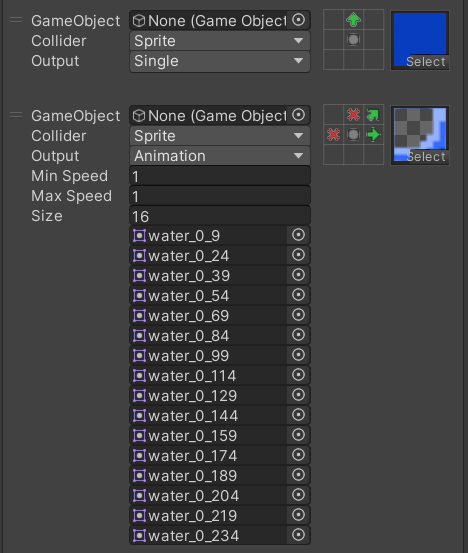 GameObject None (Game Object
Collider Sprite
Output Single
Select
GameObject None (Game Object
Collider Sprite
Output Animation
Select
Min Speed 1
Max Speed 1
Size 16
water_0_9
water_0_24
water_0_39
water_0_54
water_0_69
water_0_84
water_0_99
water_0_114
water_0_129
water_0_144
water_0_159
water_0_174
water_0_189
water_0_204
water_0_219
water_0_234